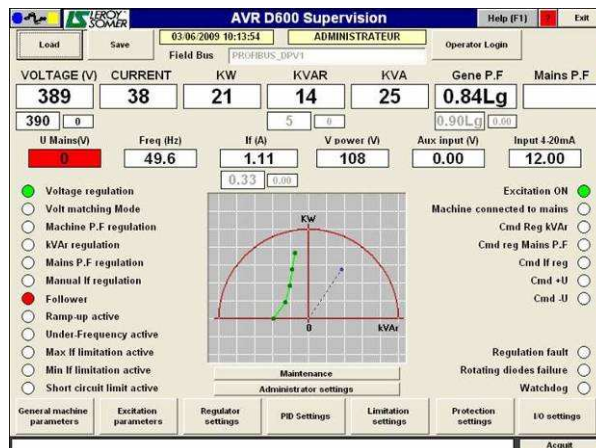 LEROY SOMER
AVR D600 Supervision
Help (F1)
?
Exit
Load
Save
03/06/2009 10:13:54
ADMINISTRATEUR
Operator Login
Field Bus
PROFIBUS_DPV1
VOLTAGE (V) CURRENT KW KVAR KVA Gene P.F Mains P.F
389 38 21 14 25 0.84Lg
390 0 5 0 0.90Lg 0.00
U Mains(V) Freq (Hz) If (A) V power (V) Aux input (V) Input 4-20mA
0 49.6 1.11 108 0.00 12.00
0.33 0.00
Voltage regulation
Volt matching Mode
Machine P.F regulation
kVAr regulation
Mains P.F regulation
Manual If regulation
Follower
Ramp-up active
Under-Frequency active
Max If limitation active
Min If limitation active
Short circuit limit active
KW
0
kVAr
Excitation ON
Machine connected to mains
Cmd Reg kVAr
Cmd reg Mains P.F
Cmd If reg
Cmd +U
Cmd -U
Regulation fault
Rotating diodes failure
Watchdog
Maintenance
Administrator settings
General machine parameters
Excitation parameters
Regulator settings
PID Settings
Limitation settings
Protection settings
I/O settings
Acquit